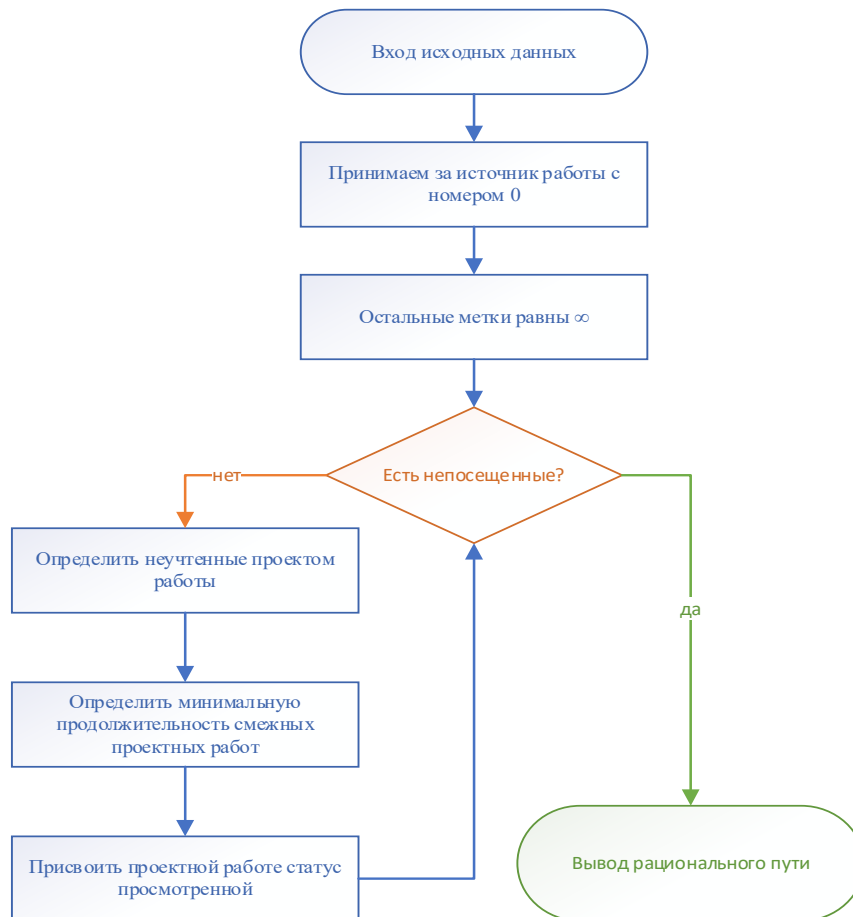 Вход исходных данных
Принимаем за источник работы с
номером 0
Остальные метки равны ∞
Есть непосещенные?
нет
Определить неучтенные проектом
работы
да
Определить минимальную
продолжительность смежных
проектных работ
Присвоить проектной работе статус
просмотренной
Вывод рационального пути